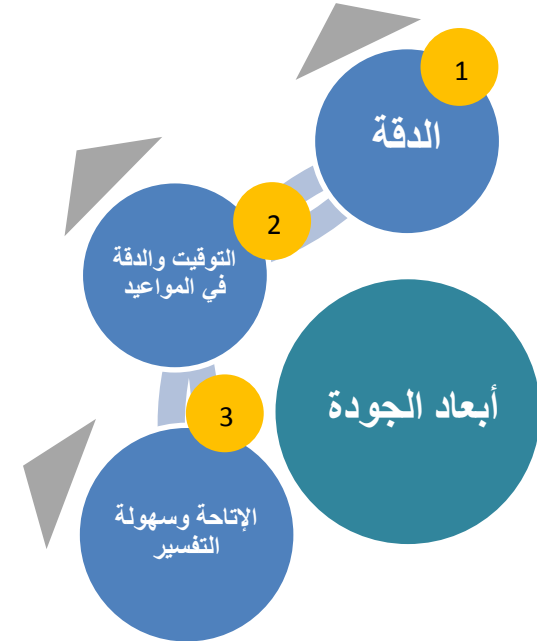 1
الدقة
2
التوقيت والدقة
في المواعيد
3
الإتاحة وسهولة
التفسير
أبعاد الجودة